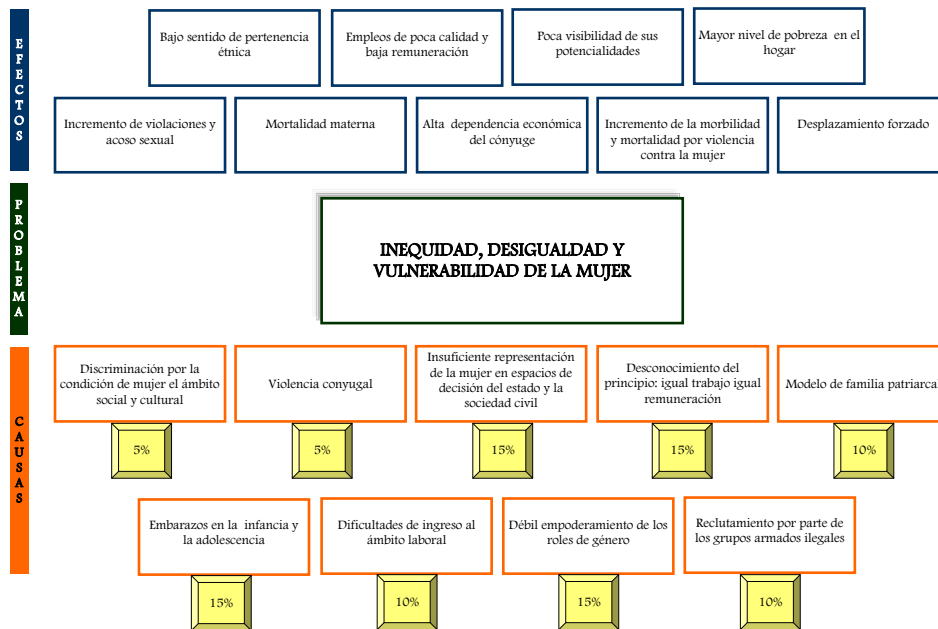 EFECTOS
Bajo sentido de pertenencia
étnica
Empleos de poca calidad y
baja remuneración
Poca visibilidad de sus
potencialidades
Mayor nivel de pobreza en el
hogar
Incremento de violaciones y
acoso sexual
Mortalidad materna
Alta dependencia económica
del cónyuge
Incremento de la morbilidad
y mortalidad por violencia
contra la mujer
Desplazamiento forzado
PROBLEMA
INEQUIDAD, DESIGUALDAD Y
VULNERABILIDAD DE LA MUJER
CAUSAS
Discriminación por la
condición de mujer el ámbito
social y cultural
Violencia conyugal
Insuficiente representación
de la mujer en espacios de
decisión del estado y la
sociedad civil
Desconocimiento del
principio: igual trabajo igual
remuneración
Modelo de familia patriarca
5%
5%
15%
15%
10%
Embarazos en la infancia y
la adolescencia
Dificultades de ingreso al
ámbito laboral
Débil empoderamiento de los
roles de género
Reclutamiento por parte de
los grupos armados ilegales
15%
10%
15%
10%